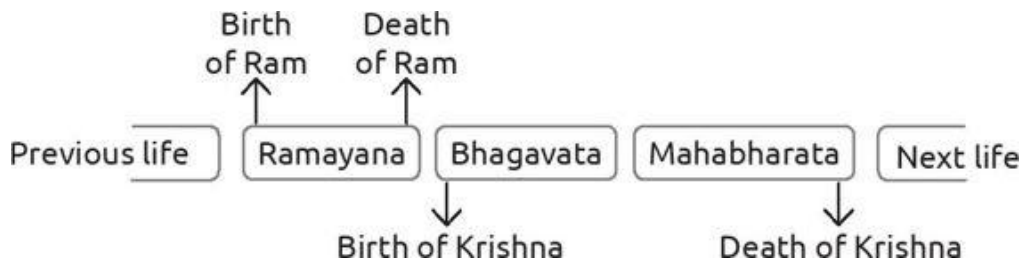 Birth
of Ram
Death
of Ram
Previous life
Ramayana
Bhagavata
Mahabharata
Next life
Birth of Krishna
Death of Krishna